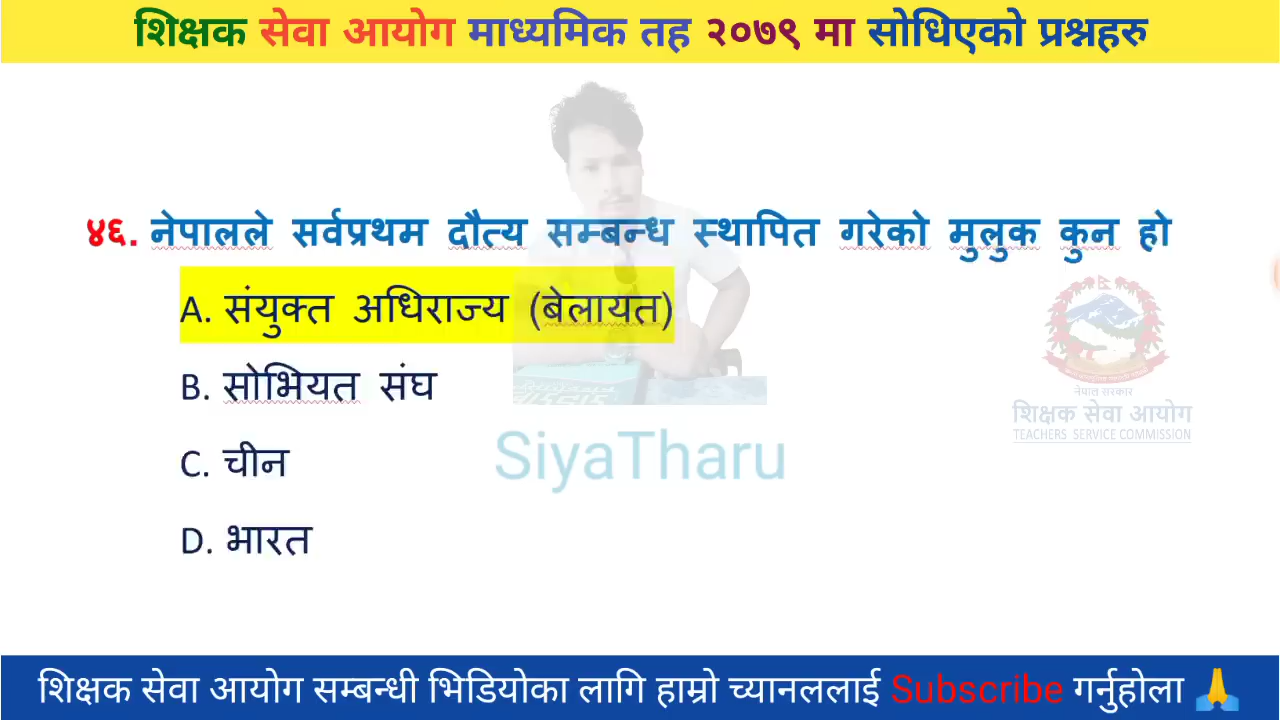 शिक्षक सेवा आयोग माध्यमिक तह २०७९ मा सोधिएको प्रश्नहरु
४६. नेपालले सर्वप्रथम दौत्य सम्बन्ध स्थापित गरेको मुलुक कुन हो
A. संयुक्त अधिराज्य (बेलायत)
B. सोभियत संघ
C. चीन
D. भारत
नेपाल सरकार
शिक्षक सेवा आयोग
TEACHERS SERVICE COMMISSION
SiyaTharu
शिक्षक सेवा आयोग सम्बन्धी भिडियोका लागि हाम्रो च्यानललाई Subscribe गर्नुहोला 🙏